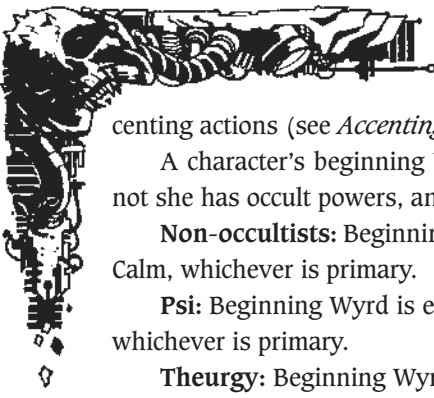 centing actions (see Accenting
A character's beginning
not she has occult powers, an
Non-occultists: Beginnin
Calm, whichever is primary.
Psi: Beginning Wyrd is e
whichever is primary.
Theurgy: Beginning Wyr